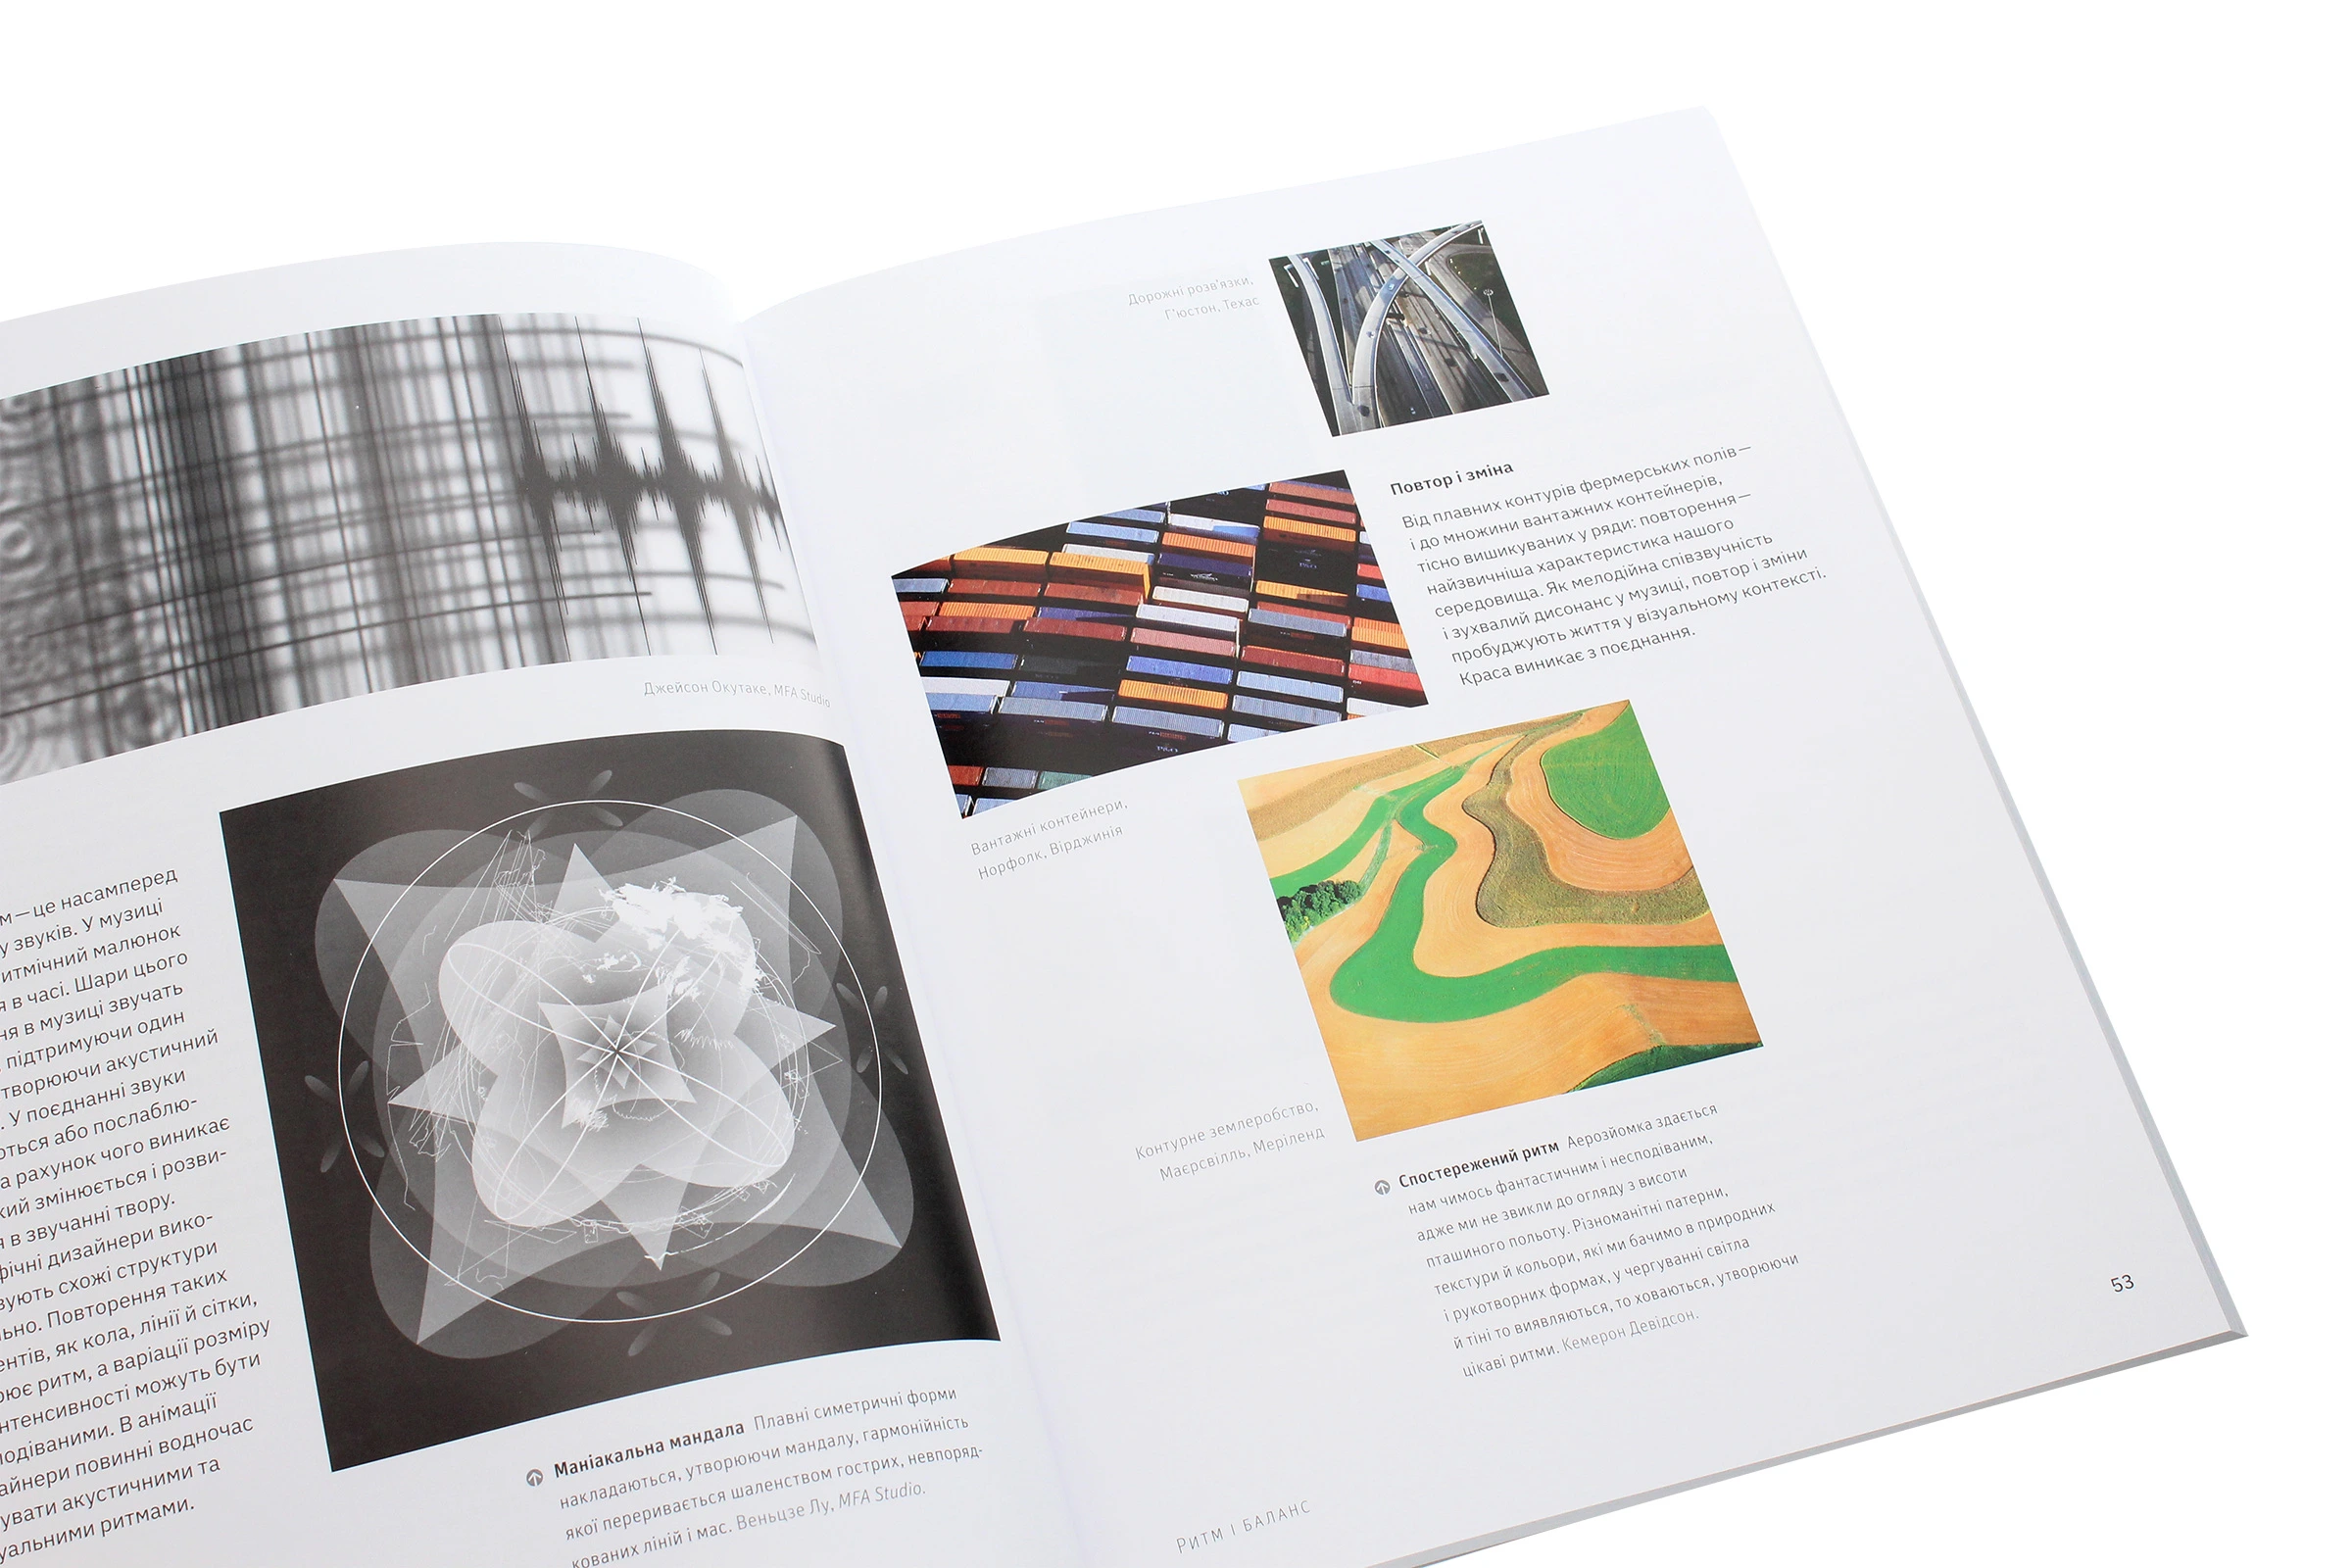 Джейсон Окутаке, MFA Studio
м — це насамперед
у звуків. У музиці
итмічний малюнок
я в часі. Шари цього
ня в музиці звучать
, підтримуючи один
творюючи акустичний
. У поєднанні звуки
ються або послаблю-
а рахунок чого виникає
кий змінюється і розви-
я в звучанні твору.
фічні дизайнери вико-
вують схожі структури
льно. Повторення таких
ентів, як кола, лінії й сітки,
рює ритм, а варіації розміру
нтенсивності можуть бути
подіваними. В анімації
айнери повинні водночас
увати акустичними та
уальними ритмами.
Маніакальна мандала Плавні симетричні форми
накладаються, утворюючи мандалу, гармонійність
якої переривається шаленством гострих, невпоряд-
кованих ліній і мас. Веньцзе Лу, MFA Studio.
Дорожні розв'язки,
Г'юстон, Техас
Повтор і зміна
Від плавних контурів фермерських полів —
і до множини вантажних контейнерів,
тісно вишикуваних у ряди: повторення —
найзвичніша характеристика нашого
середовища. Як мелодійна співзвучність
і зухвалий дисонанс у музиці, повтор і зміни
пробуджують життя у візуальному контексті.
Краса виникає з поєднання.
Вантажні контейнери,
Норфолк, Вірджинія
Контурне землеробство,
Маєрсвілль, Меріленд
Спостережений ритм Аерозйомка здається
нам чимось фантастичним і несподіваним,
адже ми не звикли до огляду з висоти
пташиного польоту. Різноманітні патерни,
текстури й кольори, які ми бачимо в природних
і рукотворних формах, у чергуванні світла
й тіні то виявляються, то ховаються, утворюючи
цікаві ритми. Кемерон Девідсон.
РИТМ І БАЛАНС
53